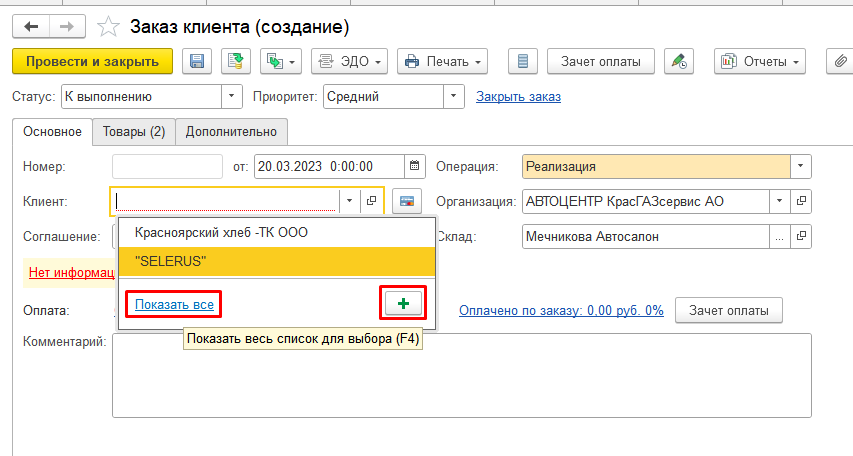 Заказ клиента (создание)
Провести и закрыть ЭДО Печать Зачет оплаты Отчеты
Статус: К выполнению Приоритет: Средний Закрыть заказ
Основное Товары (2) Дополнительно
Номер: от: 20.03.2023 0:00:00 Операция: Реализация
Клиент: Организация: АВТОЦЕНТР КрасГАЗсервис АО
Красноярский хлеб -ТК ООО
Соглашение: Склад: Мечникова Автосалон ...
"SELERUS"
Нет информац
Показать все
Оплата: Оплачено по заказу: 0,00 руб. 0% Зачет оплаты
Показать весь список для выбора (F4)
Комментарий: